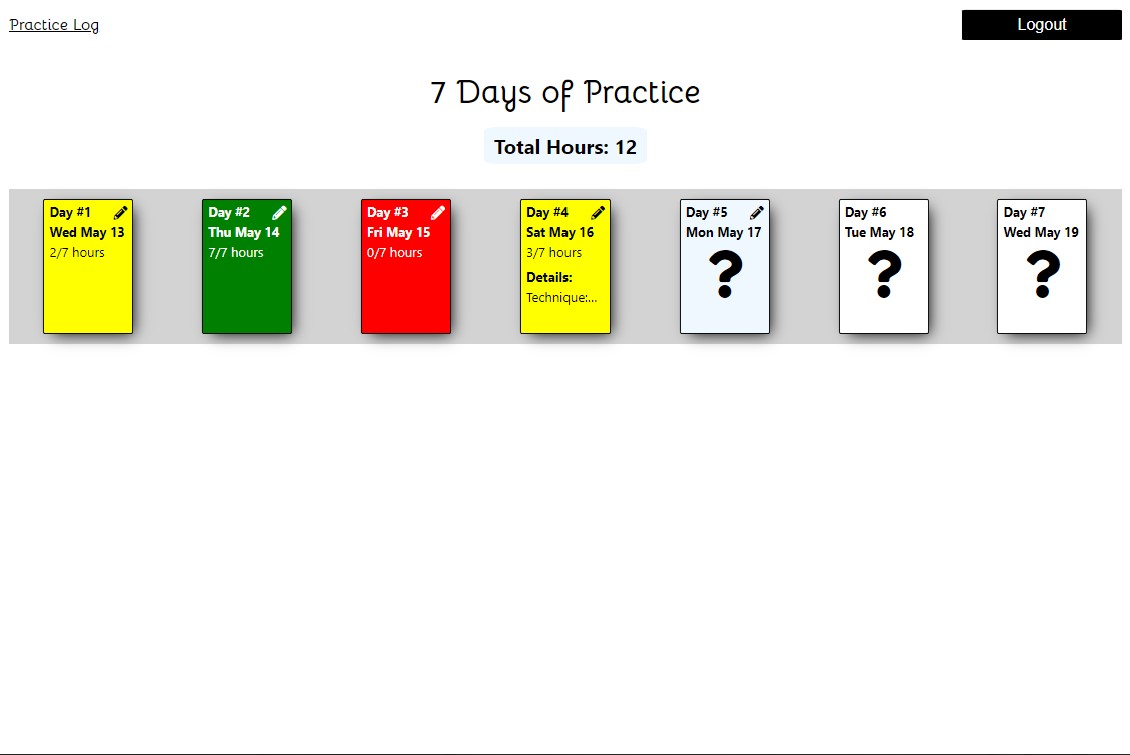 Practice Log
Logout
7 Days of Practice
Total Hours: 12
Day #1
Wed May 13
2/7 hours
Day #2
Thu May 14
7/7 hours
Day #3
Fri May 15
0/7 hours
Day #4
Sat May 16
3/7 hours
Details:
Technique:...
Day #5
Mon May 17
?
Day #6
Tue May 18
?
Day #7
Wed May 19
?